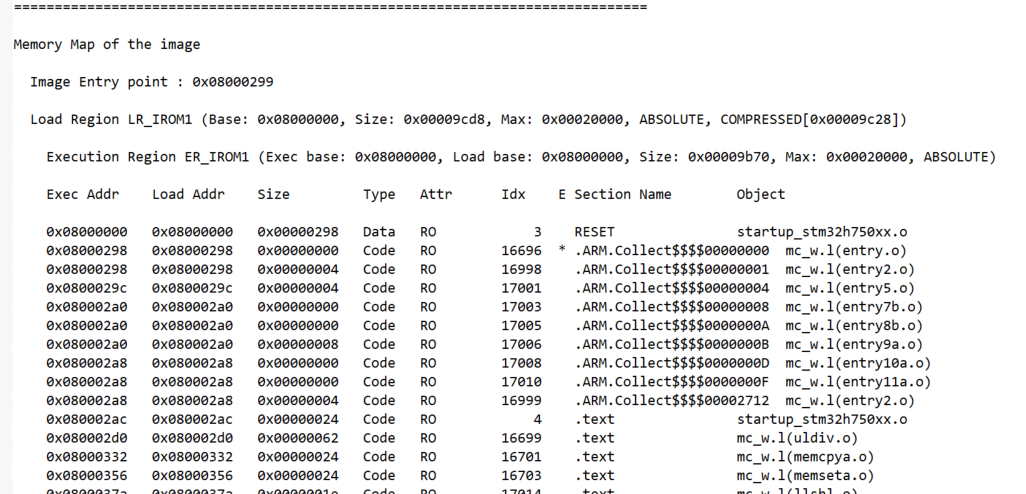 ==============================================================================
Memory Map of the image
Image Entry point : 0x08000299
Load Region LR_IROM1 (Base: 0x08000000, Size: 0x00009cd8, Max: 0x00020000, ABSOLUTE, COMPRESSED[0x00009c28])
Execution Region ER_IROM1 (Exec base: 0x08000000, Load base: 0x08000000, Size: 0x00009b70, Max: 0x00020000, ABSOLUTE)
Exec Addr Load Addr Size Type Attr Idx E Section Name Object
0x08000000 0x08000000 0x00000298 Data RO 3 RESET startup_stm32h750xx.o
0x08000298 0x08000298 0x00000000 Code RO 16696 * .ARM.Collect$$$$00000000 mc_w.l(entry.o)
0x08000298 0x08000298 0x00000004 Code RO 16998 .ARM.Collect$$$$00000001 mc_w.l(entry2.o)
0x0800029c 0x0800029c 0x00000004 Code RO 17001 .ARM.Collect$$$$00000004 mc_w.l(entry5.o)
0x080002a0 0x080002a0 0x00000000 Code RO 17003 .ARM.Collect$$$$00000008 mc_w.l(entry7b.o)
0x080002a0 0x080002a0 0x00000000 Code RO 17005 .ARM.Collect$$$$0000000A mc_w.l(entry8b.o)
0x080002a0 0x080002a0 0x00000008 Code RO 17006 .ARM.Collect$$$$0000000B mc_w.l(entry9a.o)
0x080002a8 0x080002a8 0x00000000 Code RO 17008 .ARM.Collect$$$$0000000D mc_w.l(entry10a.o)
0x080002a8 0x080002a8 0x00000000 Code RO 17010 .ARM.Collect$$$$0000000F mc_w.l(entry11a.o)
0x080002a8 0x080002a8 0x00000004 Code RO 16999 .ARM.Collect$$$$00002712 mc_w.l(entry2.o)
0x080002ac 0x080002ac 0x00000024 Code RO 4 .text startup_stm32h750xx.o
0x080002d0 0x080002d0 0x00000062 Code RO 16699 .text mc_w.l(uldiv.o)
0x08000332 0x08000332 0x00000024 Code RO 16701 .text mc_w.l(memcpya.o)
0x08000356 0x08000356 0x00000024 Code RO 16703 .text mc_w.l(memseta.o)
0x0800037a 0x0800037a 0x0000001e Code RO 17014 .text mc_w.l(llshl.o)